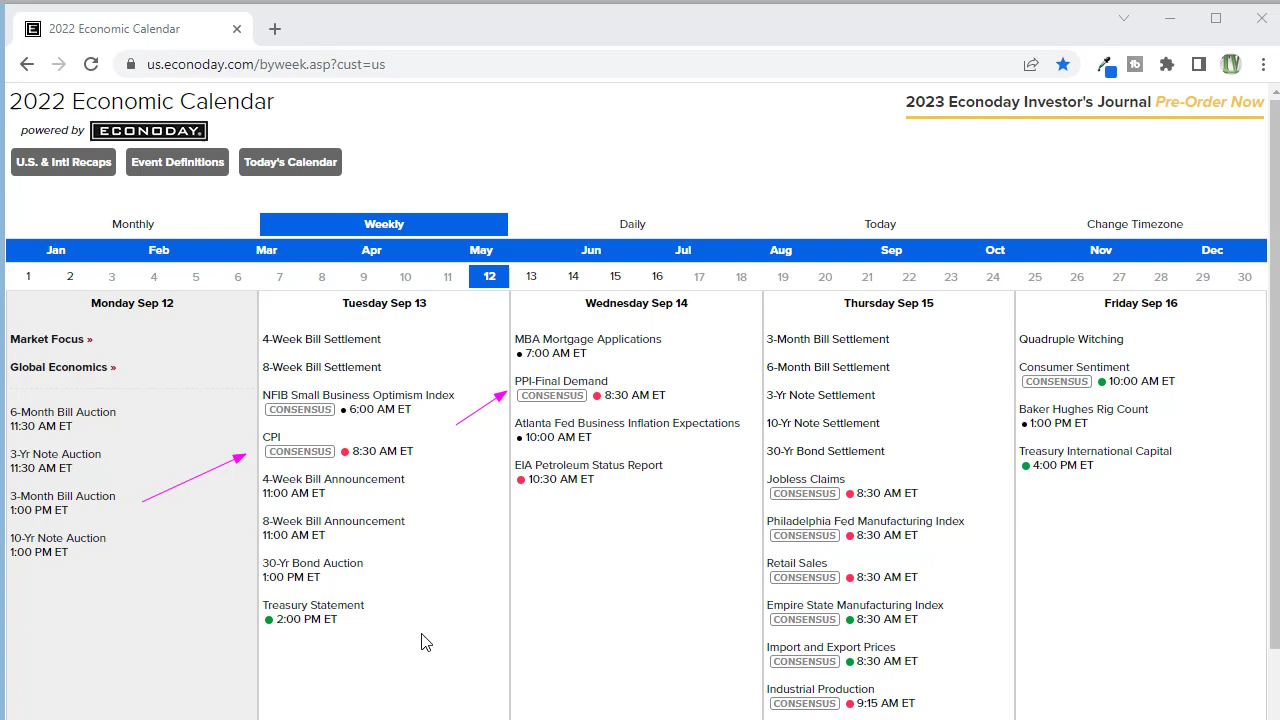 2022 Economic Calendar
us.econoday.com/byweek.asp?cust=us
2022 Economic Calendar
2023 Econoday Investor's Journal Pre-Order Now
powered by ECONODAY
U.S. & Intl Recaps Event Definitions Today's Calendar
Monthly Weekly Daily Today Change Timezone
Jan Feb Mar Apr May Jun Jul Aug Sep Oct Nov Dec
1 2 3 4 5 6 7 8 9 10 11 12 13 14 15 16 17 18 19 20 21 22 23 24 25 26 27 28 29 30
Monday Sep 12
Market Focus »
Global Economics »
6-Month Bill Auction
11:30 AM ET
3-Yr Note Auction
11:30 AM ET
3-Month Bill Auction
1:00 PM ET
10-Yr Note Auction
1:00 PM ET
Tuesday Sep 13
4-Week Bill Settlement
8-Week Bill Settlement
NFIB Small Business Optimism Index
CONSENSUS 6:00 AM ET
CPI
CONSENSUS 8:30 AM ET
4-Week Bill Announcement
11:00 AM ET
8-Week Bill Announcement
11:00 AM ET
30-Yr Bond Auction
1:00 PM ET
Treasury Statement
2:00 PM ET
Wednesday Sep 14
MBA Mortgage Applications
7:00 AM ET
PPI-Final Demand
CONSENSUS 8:30 AM ET
Atlanta Fed Business Inflation Expectations
10:00 AM ET
EIA Petroleum Status Report
10:30 AM ET
Thursday Sep 15
3-Month Bill Settlement
6-Month Bill Settlement
3-Yr Note Settlement
10-Yr Note Settlement
30-Yr Bond Settlement
Jobless Claims
CONSENSUS 8:30 AM ET
Philadelphia Fed Manufacturing Index
CONSENSUS 8:30 AM ET
Retail Sales
CONSENSUS 8:30 AM ET
Empire State Manufacturing Index
CONSENSUS 8:30 AM ET
Import and Export Prices
CONSENSUS 8:30 AM ET
Industrial Production
CONSENSUS 9:15 AM ET
Friday Sep 16
Quadruple Witching
Consumer Sentiment
CONSENSUS 10:00 AM ET
Baker Hughes Rig Count
1:00 PM ET
Treasury International Capital
4:00 PM ET